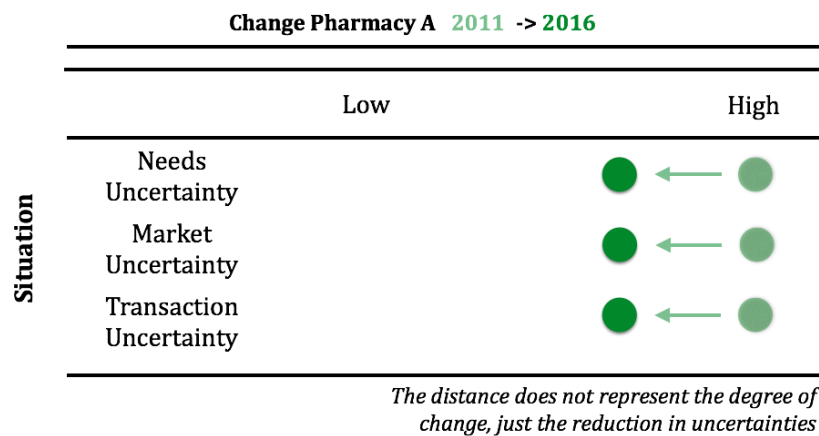 Change Pharmacy A 2011 -> 2016
Low High
Situation
Needs
Uncertainty
Market
Uncertainty
Transaction
Uncertainty
The distance does not represent the degree of
change, just the reduction in uncertainties